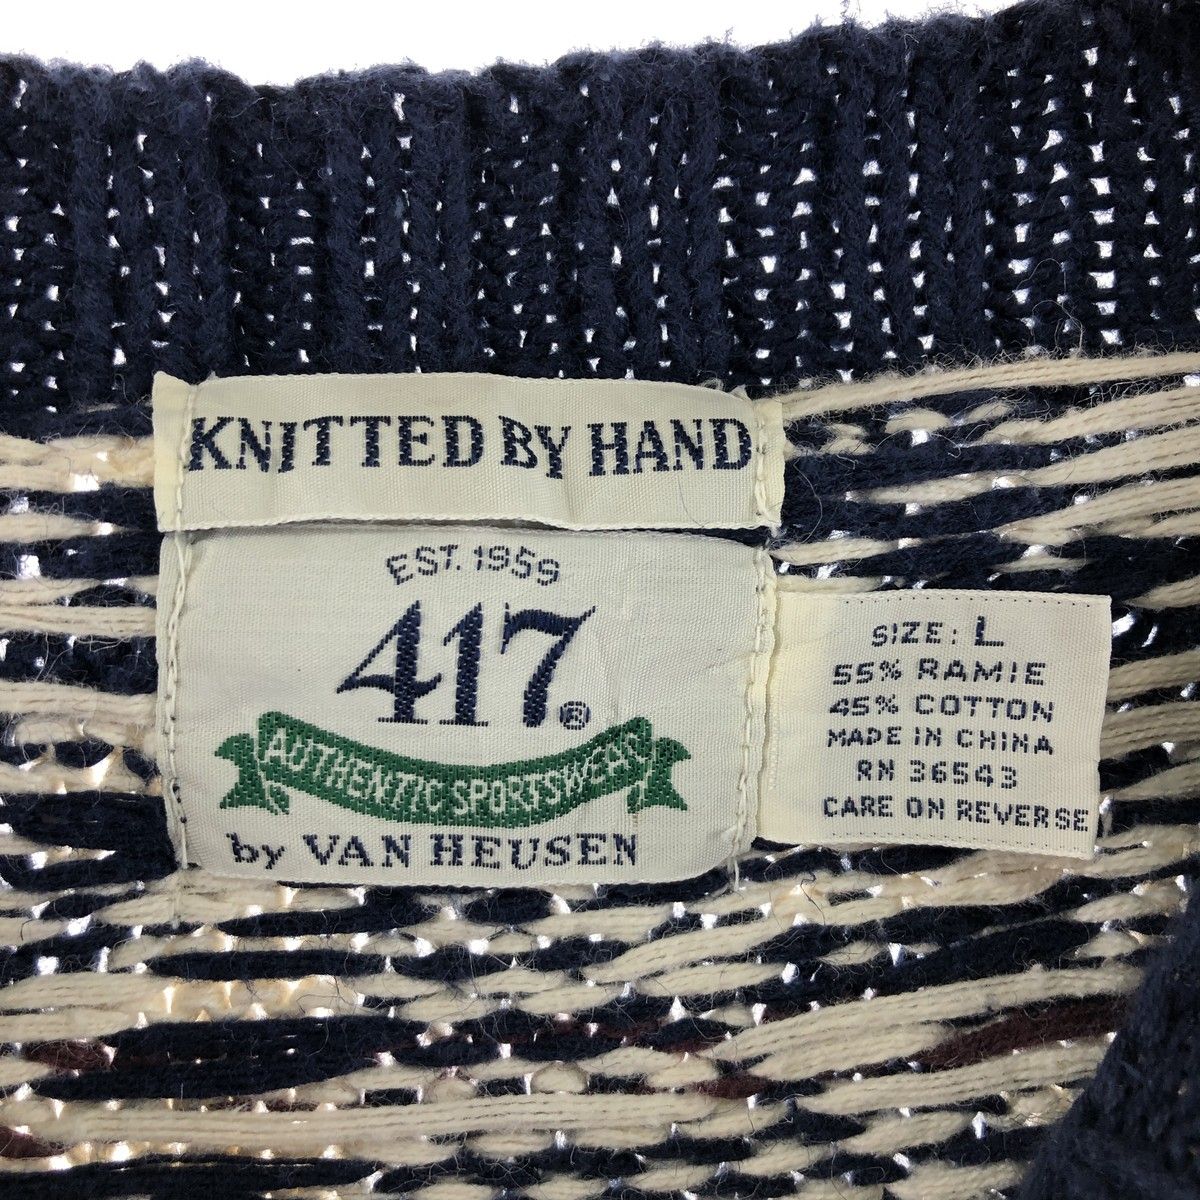 KNITTED BY HAND
EST. 1959
417®
AUTHENTIC SPORTSWEAR
by VAN HEUSEN
SIZE: L
55% RAMIE
45% COTTON
MADE IN CHINA
RN 36543
CARE ON REVERSE